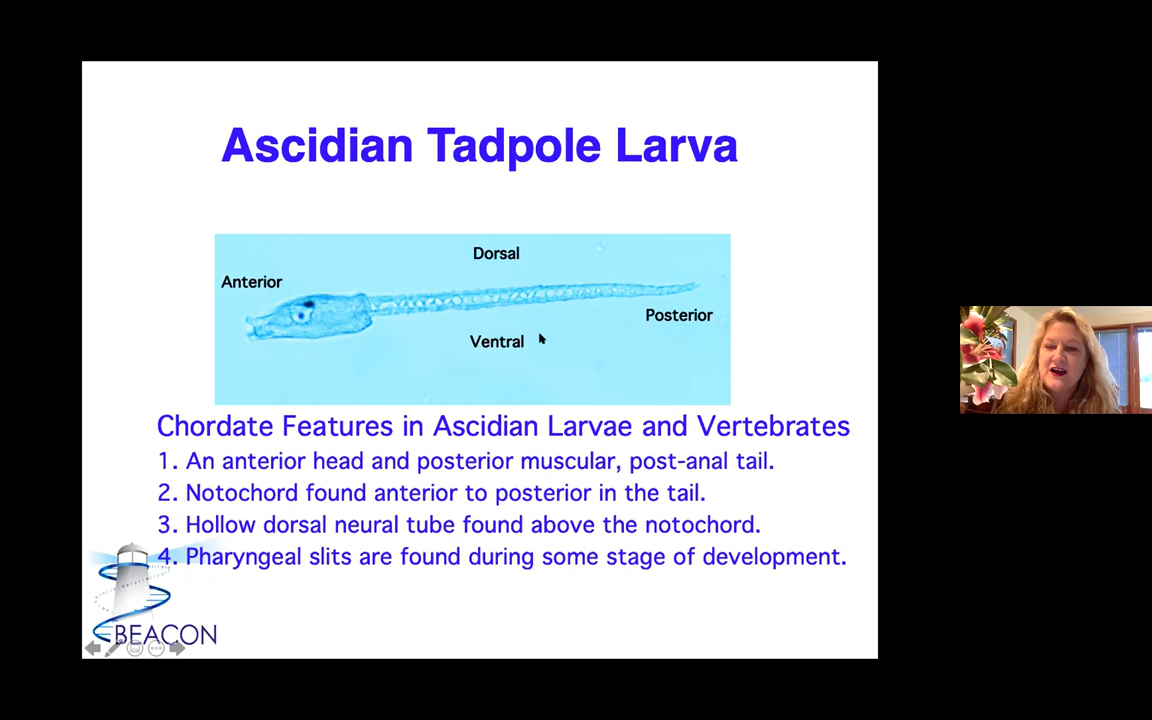 Ascidian Tadpole Larva
Dorsal
Anterior
Posterior
Ventral
Chordate Features in Ascidian Larvae and Vertebrates
1. An anterior head and posterior muscular, post-anal tail.
2. Notochord found anterior to posterior in the tail.
3. Hollow dorsal neural tube found above the notochord.
4. Pharyngeal slits are found during some stage of development.
BEACON